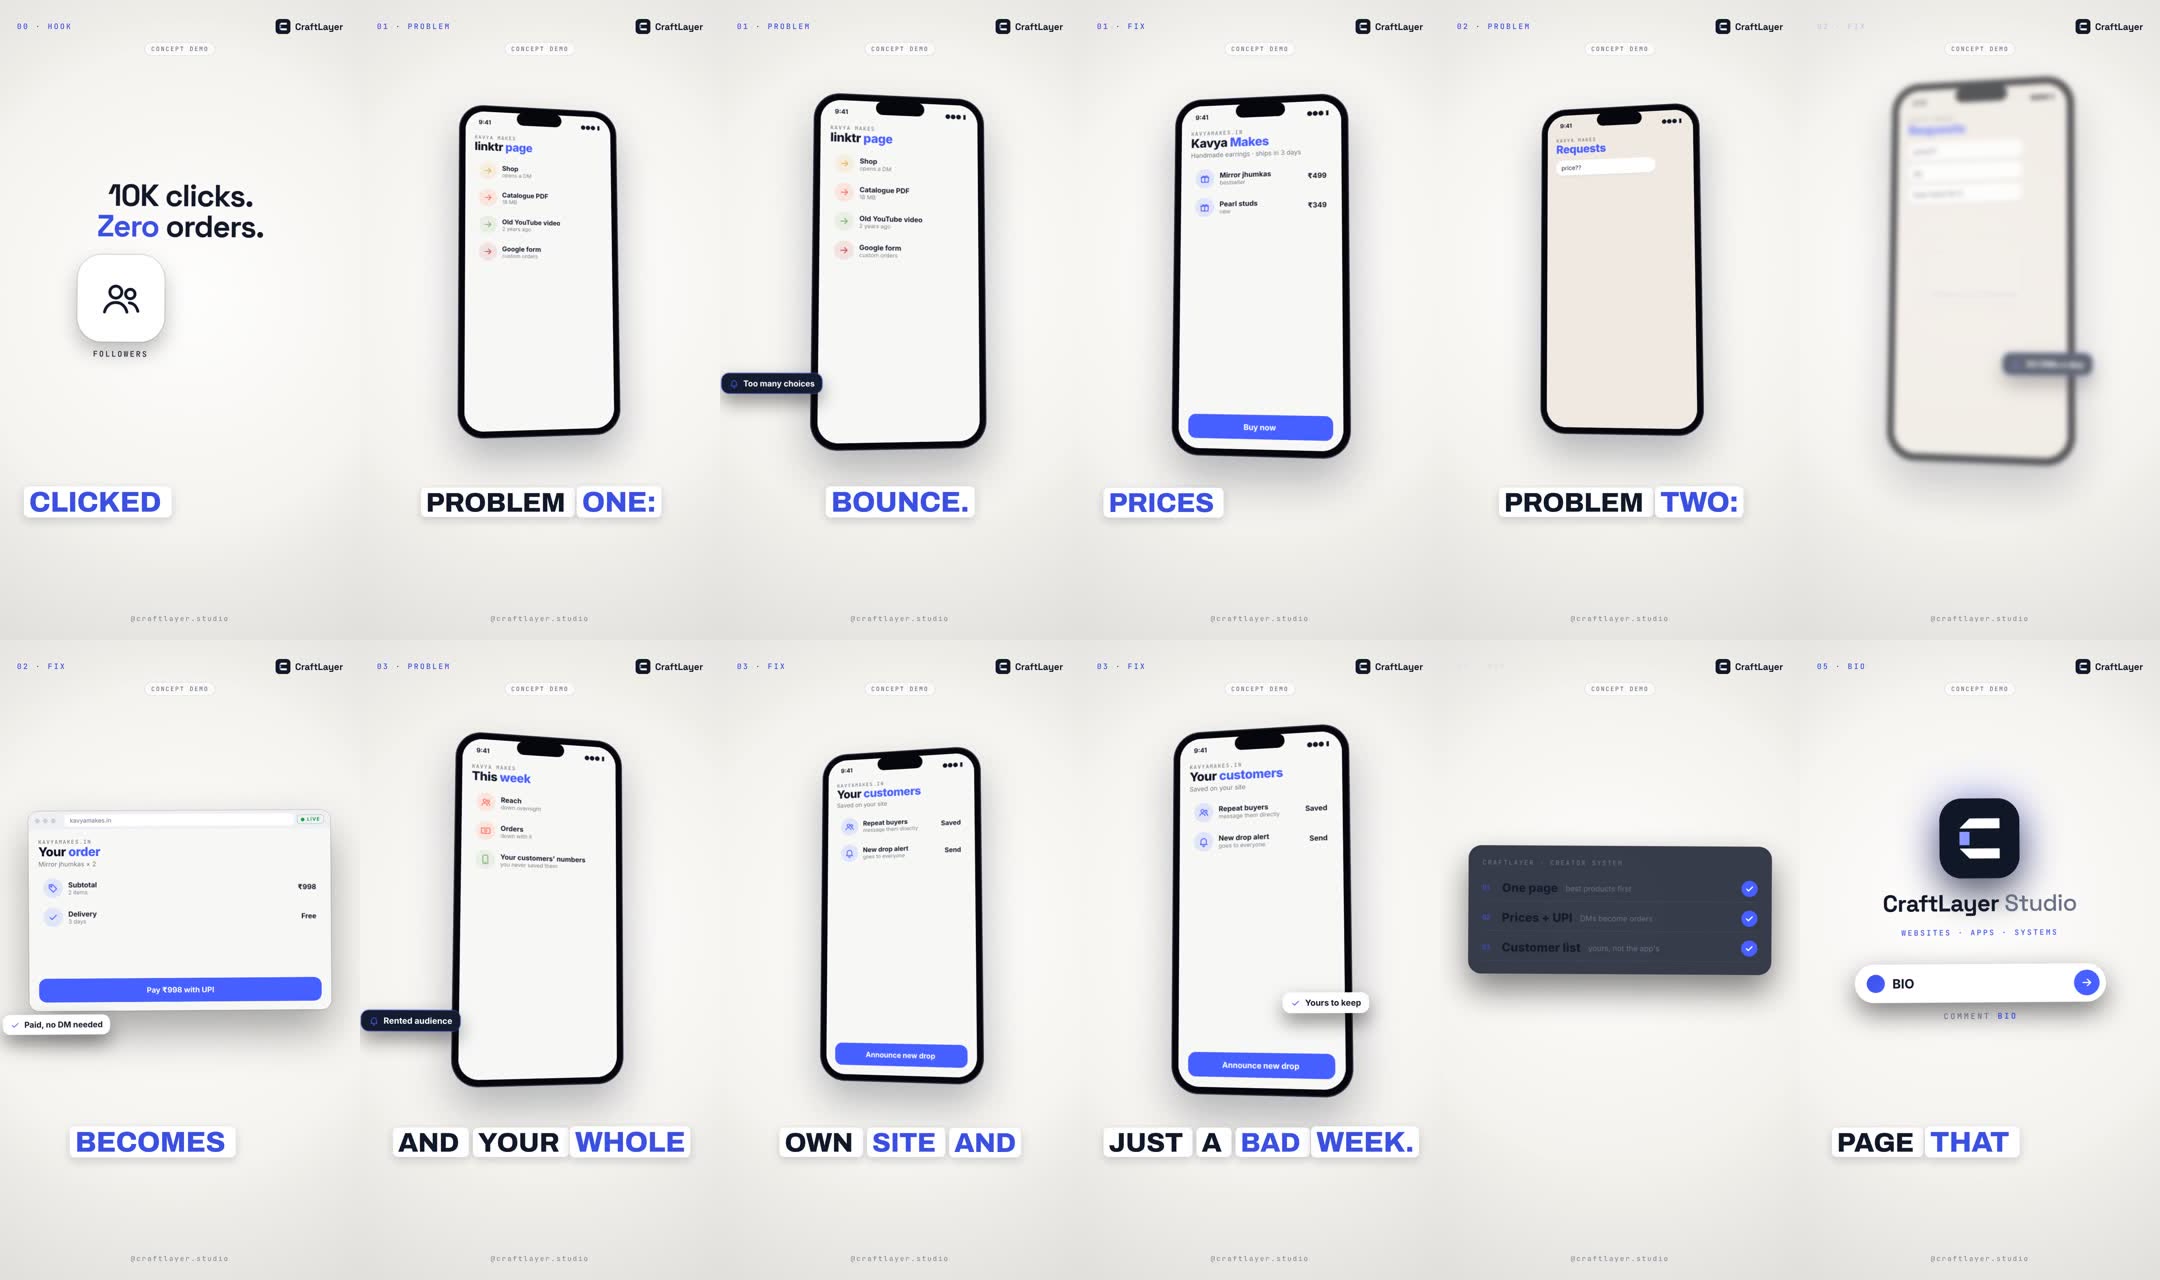 00 · HOOK
CraftLayer
CONCEPT DEMO
10K clicks.
Zero orders.
FOLLOWERS
CLICKED
@craftlayer.studio
01 · PROBLEM
CraftLayer
CONCEPT DEMO
9:41
KAVYA MAKES
linktr page
Shop
opens a DM
Catalogue PDF
18 MB
Old YouTube video
2 years ago
Google form
custom orders
PROBLEM ONE:
@craftlayer.studio
01 · PROBLEM
CraftLayer
CONCEPT DEMO
9:41
KAVYA MAKES
linktr page
Shop
opens a DM
Catalogue PDF
18 MB
Old YouTube video
2 years ago
Google form
custom orders
Too many choices
BOUNCE.
@craftlayer.studio
01 · FIX
CraftLayer
CONCEPT DEMO
9:41
KAVYAMAKES.IN
Kavya Makes
Handmade earrings · ships in 3 days
Mirror jhumkas ₹499
bestseller
Pearl studs ₹349
new
Buy now
PRICES
@craftlayer.studio
02 · PROBLEM
CraftLayer
CONCEPT DEMO
9:41
KAVYA MAKES
Requests
price??
PROBLEM TWO:
@craftlayer.studio
02 · FIX
CraftLayer
CONCEPT DEMO
Requests
@craftlayer.studio
02 · FIX
CraftLayer
CONCEPT DEMO
kavyamakes.in
LIVE
KAVYAMAKES.IN
Your order
Mirror jhumkas × 2
Subtotal ₹998
2 items
Delivery Free
3 days
Pay ₹998 with UPI
Paid, no DM needed
BECOMES
@craftlayer.studio
03 · PROBLEM
CraftLayer
CONCEPT DEMO
9:41
KAVYA MAKES
This week
Reach
down overnight
Orders
down with it
Your customers' numbers
you never saved them
Rented audience
AND YOUR WHOLE
@craftlayer.studio
03 · FIX
CraftLayer
CONCEPT DEMO
9:41
KAVYAMAKES.IN
Your customers
Saved on your site
Repeat buyers Saved
message them directly
New drop alert Send
goes to everyone
Announce new drop
OWN SITE AND
@craftlayer.studio
03 · FIX
CraftLayer
CONCEPT DEMO
9:41
KAVYAMAKES.IN
Your customers
Saved on your site
Repeat buyers Saved
message them directly
New drop alert Send
goes to everyone
Yours to keep
Announce new drop
JUST A BAD WEEK.
@craftlayer.studio
CraftLayer
CONCEPT DEMO
CRAFTLAYER · CREATOR SYSTEM
01 One page best products first
02 Prices + UPI DMs become orders
03 Customer list yours, not the app's
@craftlayer.studio
05 · BIO
CraftLayer
CONCEPT DEMO
CraftLayer Studio
WEBSITES · APPS · SYSTEMS
BIO
COMMENT BIO
PAGE THAT
@craftlayer.studio